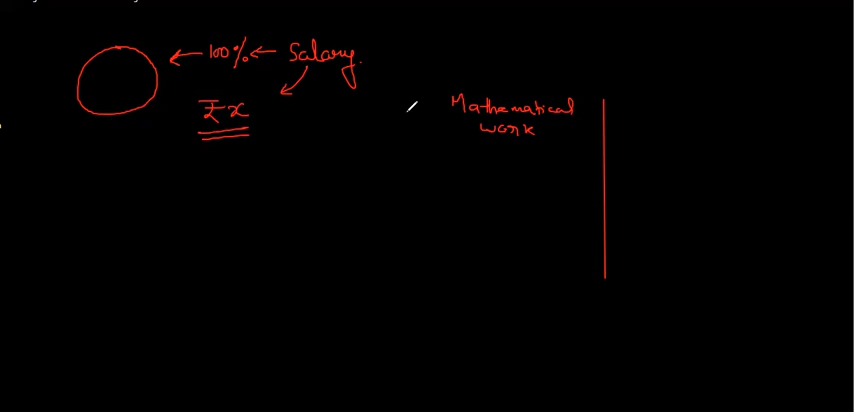 100% ← Salary.
₹ x
Mathematical
work